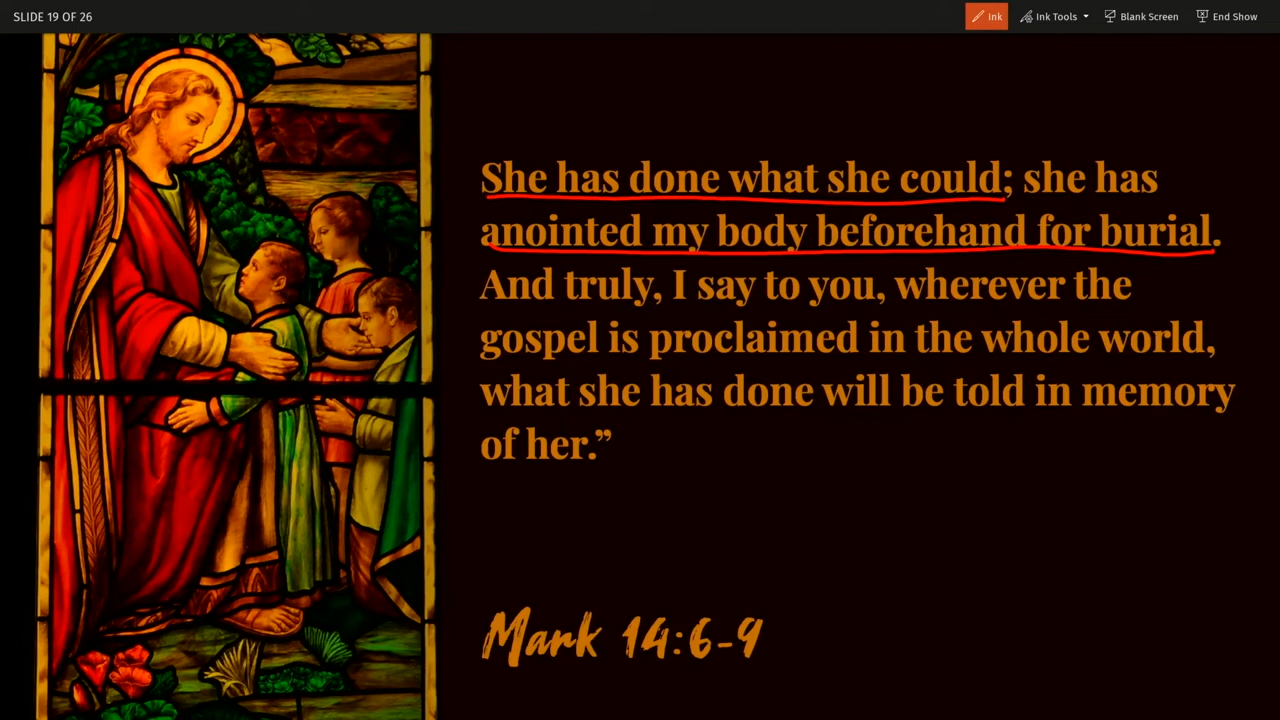 SLIDE 19 OF 26
Ink
Ink Tools
Blank Screen
End Show
She has done what she could; she has
anointed my body beforehand for burial.
And truly, I say to you, wherever the
gospel is proclaimed in the whole world,
what she has done will be told in memory
of her.”
Mark 14:6-9